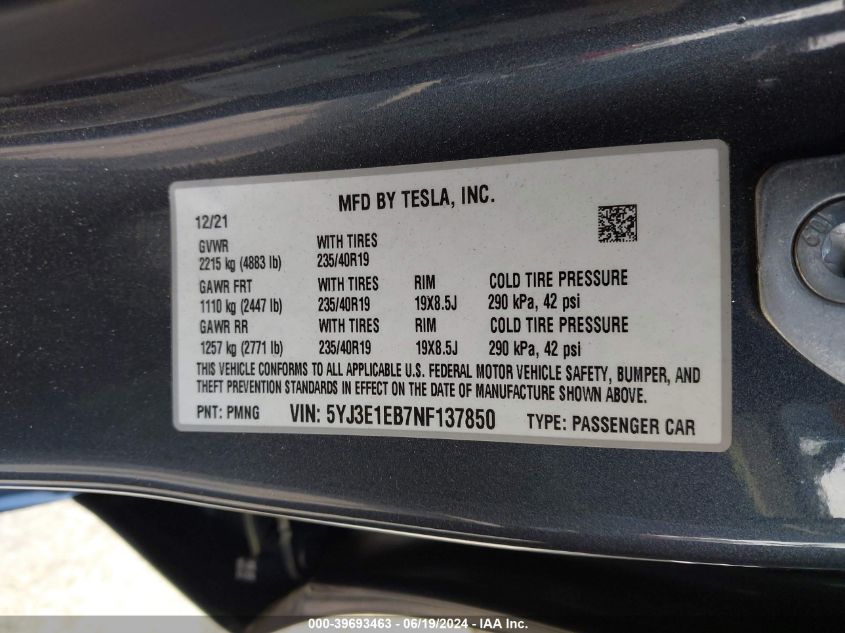 MFD BY TESLA, INC.
12/21
GVWR WITH TIRES
2215 kg (4883 lb) 235/40R19
GAWR FRT WITH TIRES RIM COLD TIRE PRESSURE
1110 kg (2447 lb) 235/40R19 19X8.5J 290 kPa, 42 psi
GAWR RR WITH TIRES RIM COLD TIRE PRESSURE
1257 kg (2771 lb) 235/40R19 19X8.5J 290 kPa, 42 psi
THIS VEHICLE CONFORMS TO ALL APPLICABLE U.S. FEDERAL MOTOR VEHICLE SAFETY, BUMPER, AND
THEFT PREVENTION STANDARDS IN EFFECT ON THE DATE OF MANUFACTURE SHOWN ABOVE.
PNT: PMNG VIN: 5YJ3E1EB7NF137850 TYPE: PASSENGER CAR
000-39693463 - 06/19/2024 - IAA Inc.